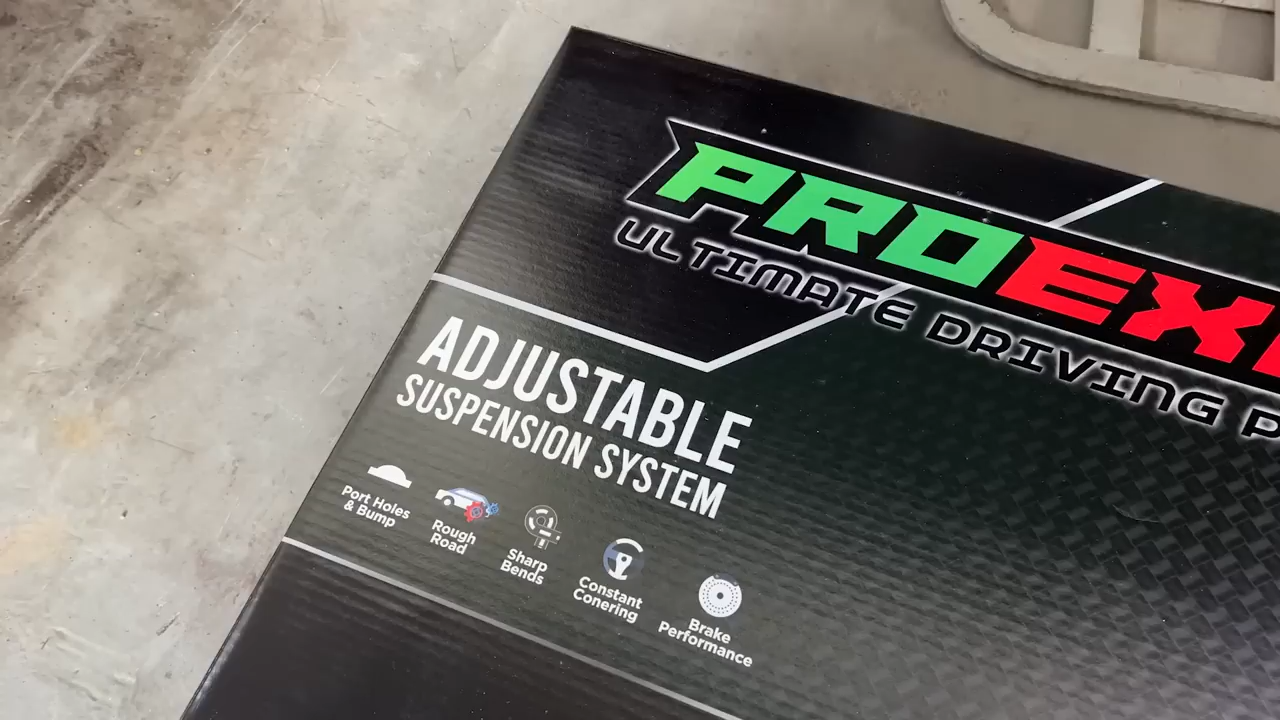 PROEX
ULTIMATE DRIVING
ADJUSTABLE
SUSPENSION SYSTEM
Port Holes
& Bump
Rough
Road
Sharp
Bends
Constant
Conering
Brake
Performance